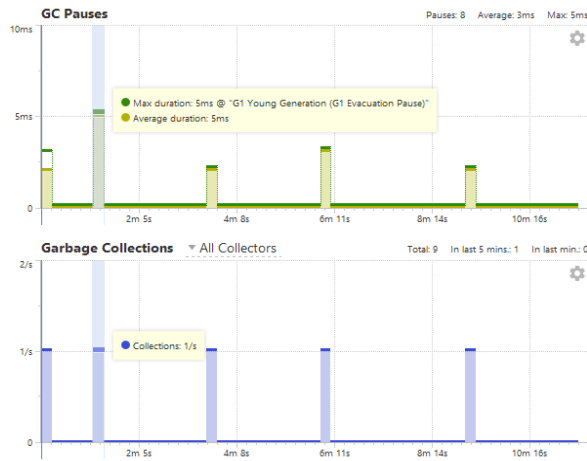 GC Pauses Pauses: 8 Average: 3ms Max: 5ms
10ms
Max duration: 5ms @ "G1 Young Generation (G1 Evacuation Pause)"
5ms
Average duration: 5ms
0
2m 5s 4m 8s 6m 11s 8m 14s 10m 16s
Garbage Collections All Collectors Total: 9 In last 5 mins.: 1 In last min.: 0
2/s
Collections: 1/s
1/s
0
2m 5s 4m 8s 6m 11s 8m 14s 10m 16s